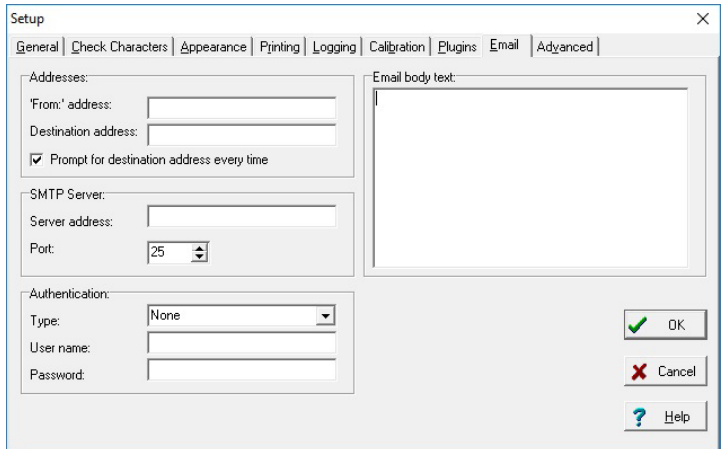 Setup
General Check Characters Appearance Printing Logging Calibration Plugins Email Advanced
Addresses:
'From:' address:
Destination address:
Prompt for destination address every time
SMTP Server:
Server address:
Port: 25
Authentication:
Type: None
User name:
Password:
Email body text:
OK
Cancel
Help